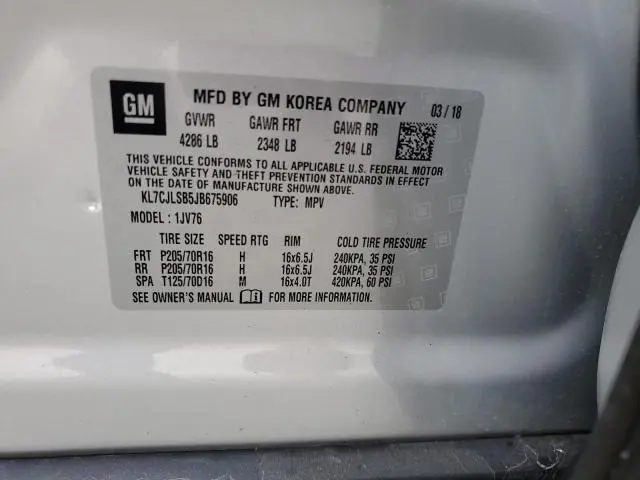 GM
MFD BY GM KOREA COMPANY 03/18
GVWR GAWR FRT GAWR RR
4286 LB 2348 LB 2194 LB
THIS VEHICLE CONFORMS TO ALL APPLICABLE U.S. FEDERAL MOTOR
VEHICLE SAFETY AND THEFT PREVENTION STANDARDS IN EFFECT
ON THE DATE OF MANUFACTURE SHOWN ABOVE.
KL7CJLSB5JB675906 TYPE: MPV
MODEL: 1JV76
TIRE SIZE SPEED RTG RIM COLD TIRE PRESSURE
FRT P205/70R16 H 16x6.5J 240KPA, 35 PSI
RR P205/70R16 H 16x6.5J 240KPA, 35 PSI
SPA T125/70D16 M 16x4.0T 420KPA, 60 PSI
SEE OWNER'S MANUAL FOR MORE INFORMATION.